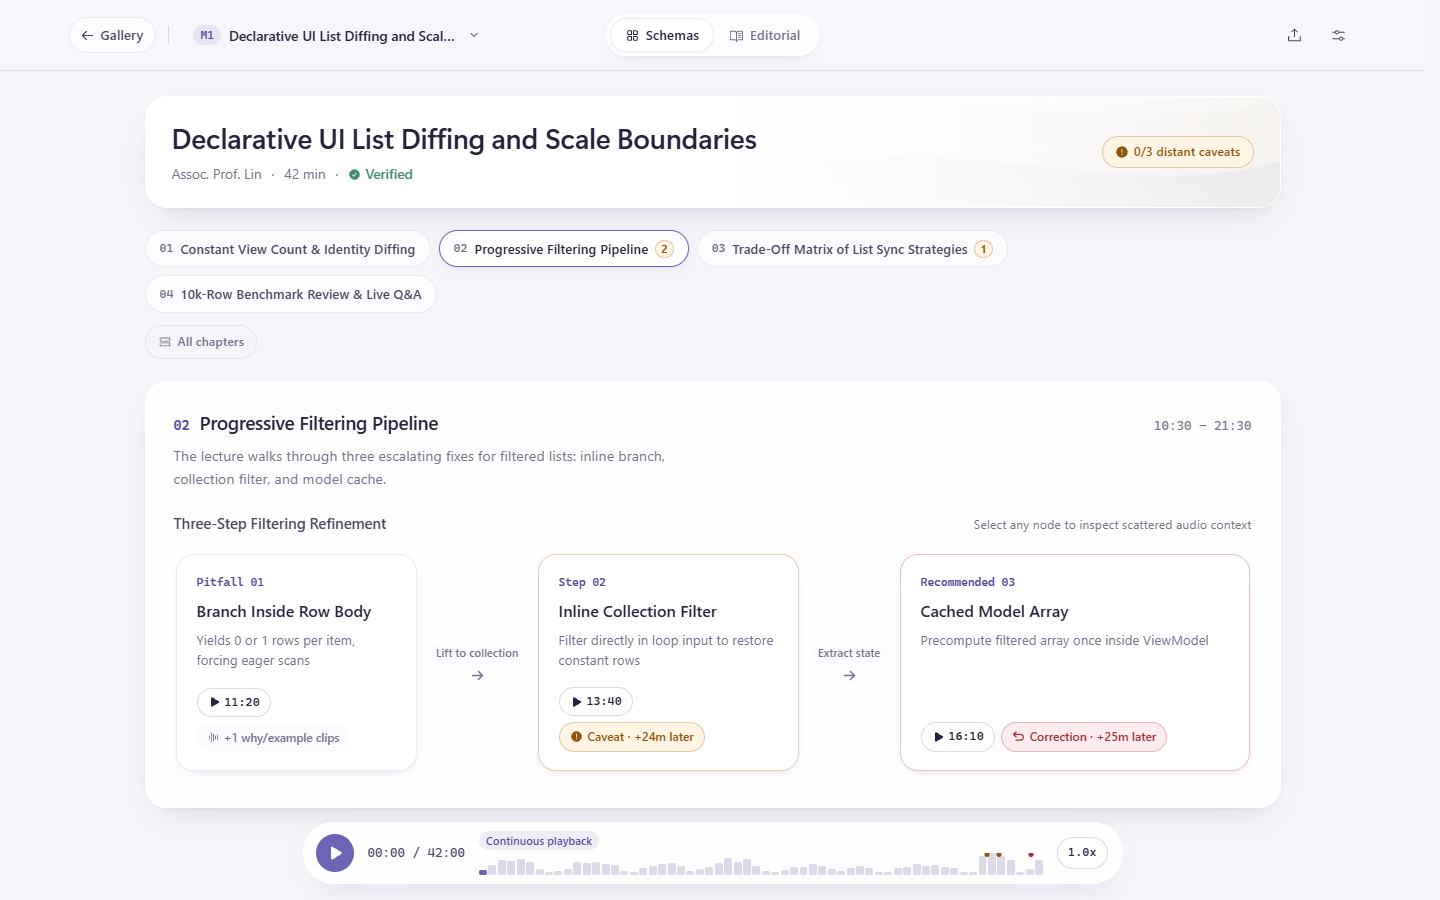 Gallery
M1 Declarative UI List Diffing and Scal...
Schemas
Editorial
Declarative UI List Diffing and Scale Boundaries
Assoc. Prof. Lin · 42 min · Verified
0/3 distant caveats
01 Constant View Count & Identity Diffing
02 Progressive Filtering Pipeline 2
03 Trade-Off Matrix of List Sync Strategies 1
04 10k-Row Benchmark Review & Live Q&A
All chapters
02 Progressive Filtering Pipeline
10:30 – 21:30
The lecture walks through three escalating fixes for filtered lists: inline branch,
collection filter, and model cache.
Three-Step Filtering Refinement
Select any node to inspect scattered audio context
Pitfall 01
Branch Inside Row Body
Yields 0 or 1 rows per item,
forcing eager scans
11:20
+1 why/example clips
Lift to collection
Step 02
Inline Collection Filter
Filter directly in loop input to restore
constant rows
13:40
Caveat · +24m later
Extract state
Recommended 03
Cached Model Array
Precompute filtered array once inside ViewModel
16:10
Correction · +25m later
00:00 / 42:00
Continuous playback
1.0x